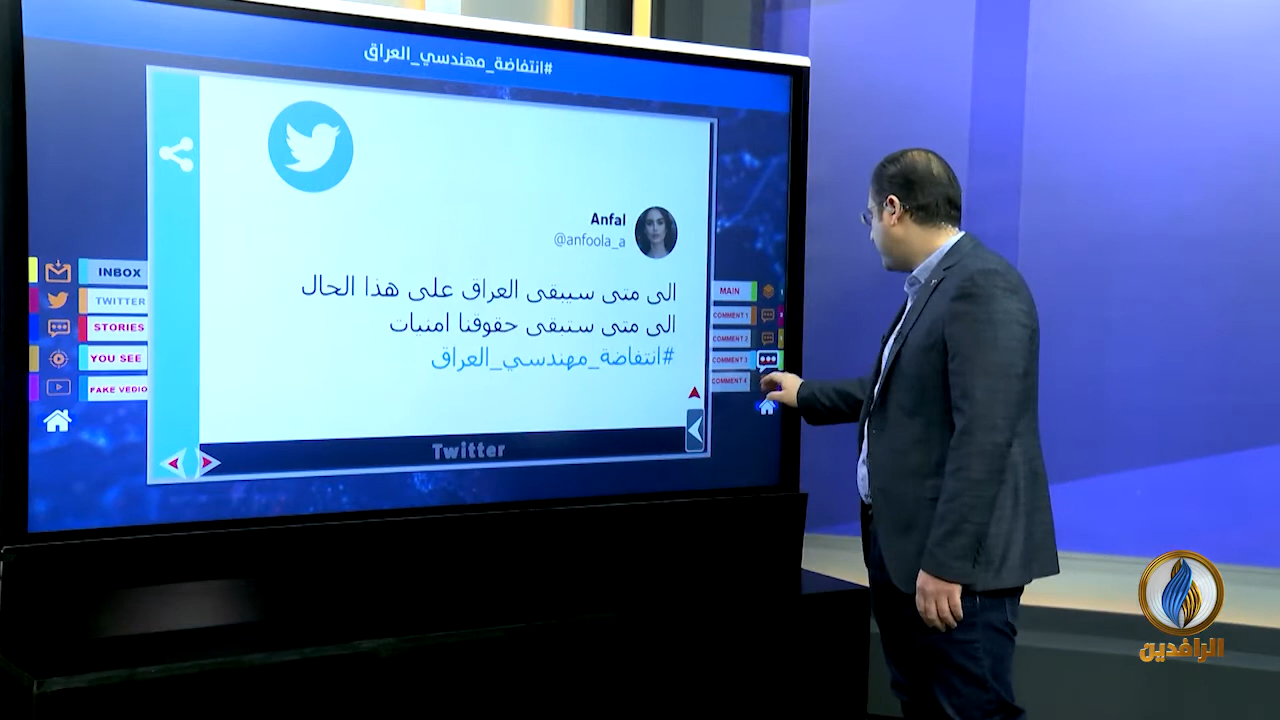 #انتفاضة_مهندسي_العراق
Anfal
@anfoola_a
الى متى سيبقى العراق على هذا الحال
الى متى ستبقى حقوقنا امنيات
#انتفاضة_مهندسي_العراق
Twitter
INBOX
TWITTER
STORIES
YOU SEE
FAKE VEDIO
MAIN
COMMENT 1
COMMENT 2
COMMENT 3
COMMENT 4
الرافدين